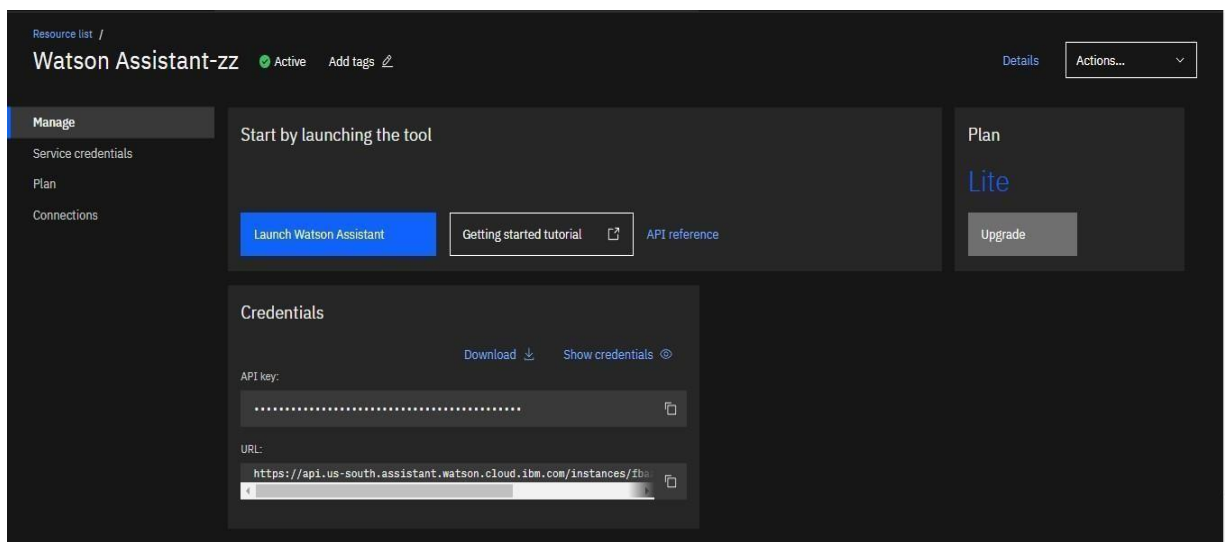 Resource list /
Watson Assistant-zz Active Add tags Details Actions...
Manage
Service credentials
Plan
Connections
Start by launching the tool
Launch Watson Assistant Getting started tutorial API reference
Plan
Lite
Upgrade
Credentials
Download Show credentials
API key:
............................................
URL:
https://api.us-south.assistant.watson.cloud.ibm.com/instances/fba